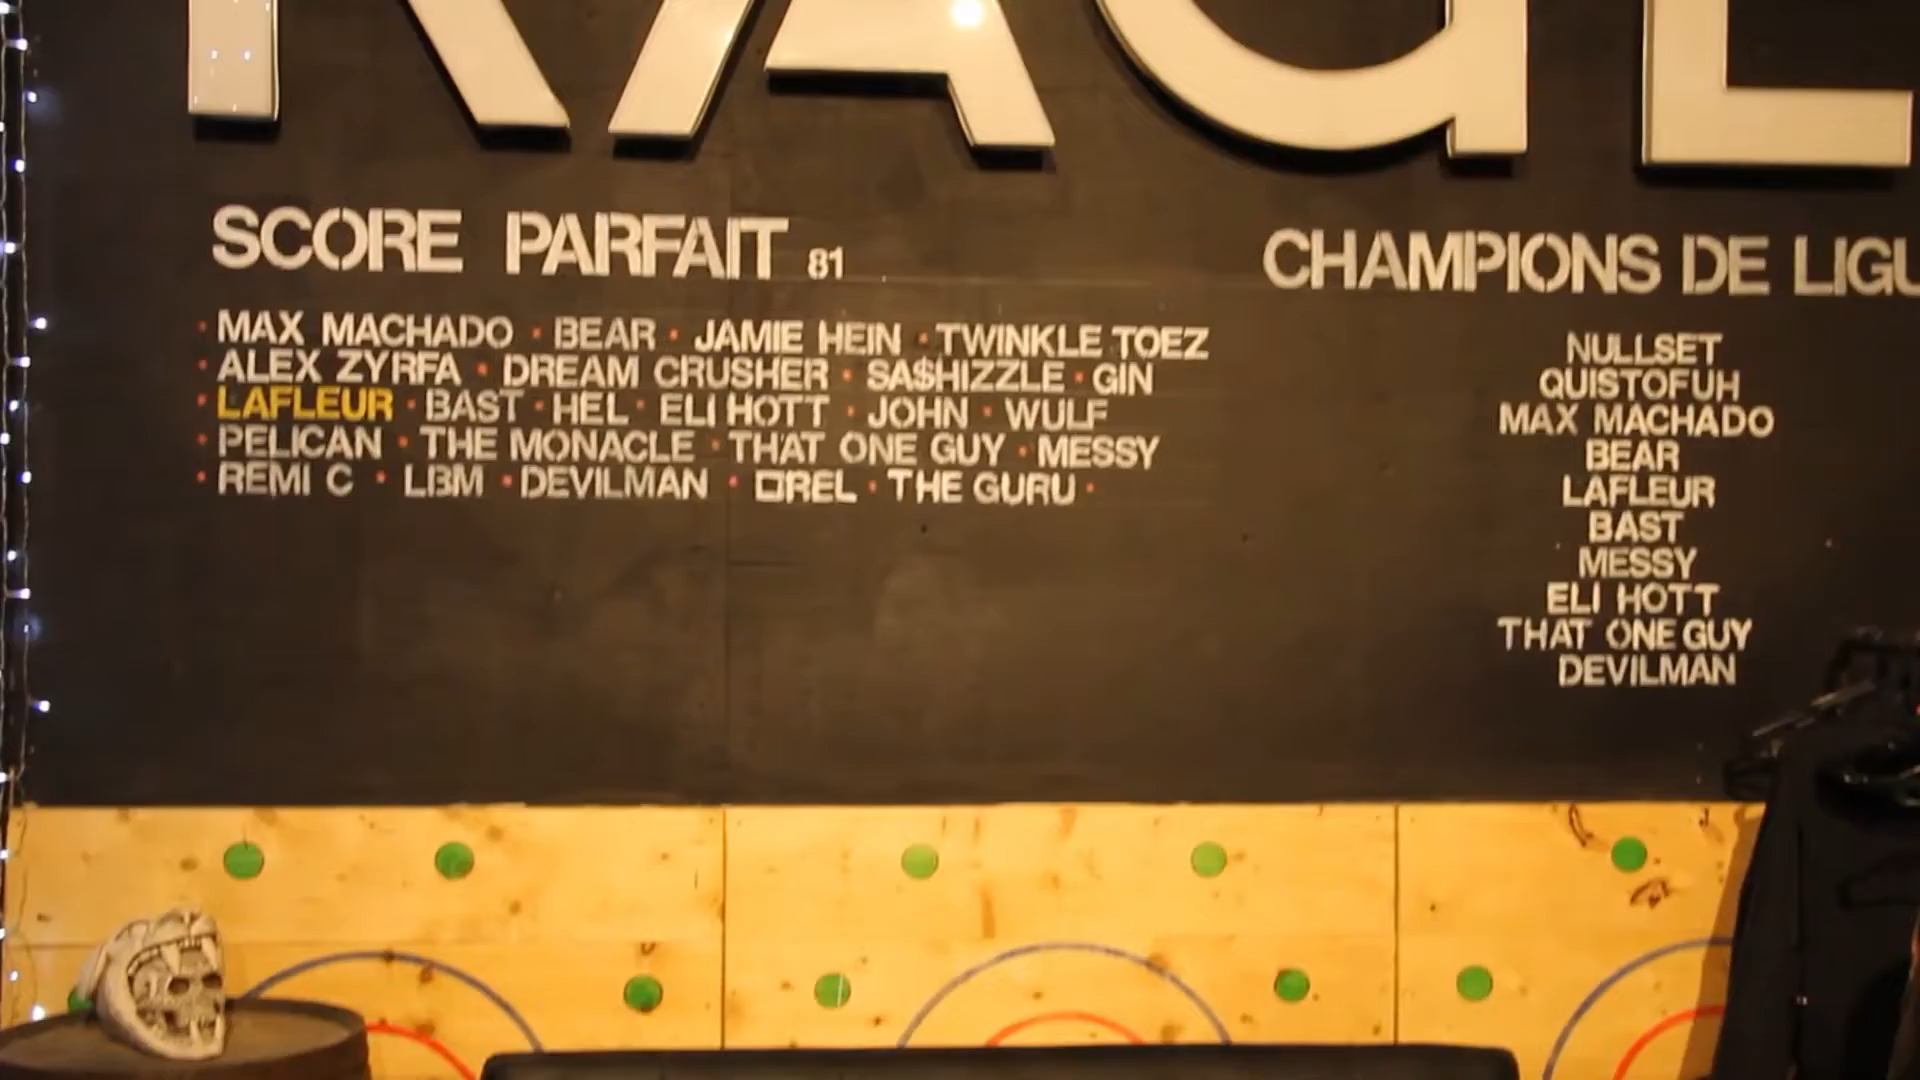 RAGE
SCORE PARFAIT 81
· MAX MACHADO · BEAR · JAMIE HEIN · TWINKLE TOEZ
· ALEX ZYRFA · DREAM CRUSHER · SA$HIZZLE · GIN
· LAFLEUR · BAST · HEL · ELI HOTT · JOHN · WULF
· PELICAN · THE MONACLE · THAT ONE GUY · MESSY
· REMI C · LBM · DEVILMAN · OREL · THE GURU ·
CHAMPIONS DE LIGU
NULLSET
QUISTOFUH
MAX MACHADO
BEAR
LAFLEUR
BAST
MESSY
ELI HOTT
THAT ONE GUY
DEVILMAN